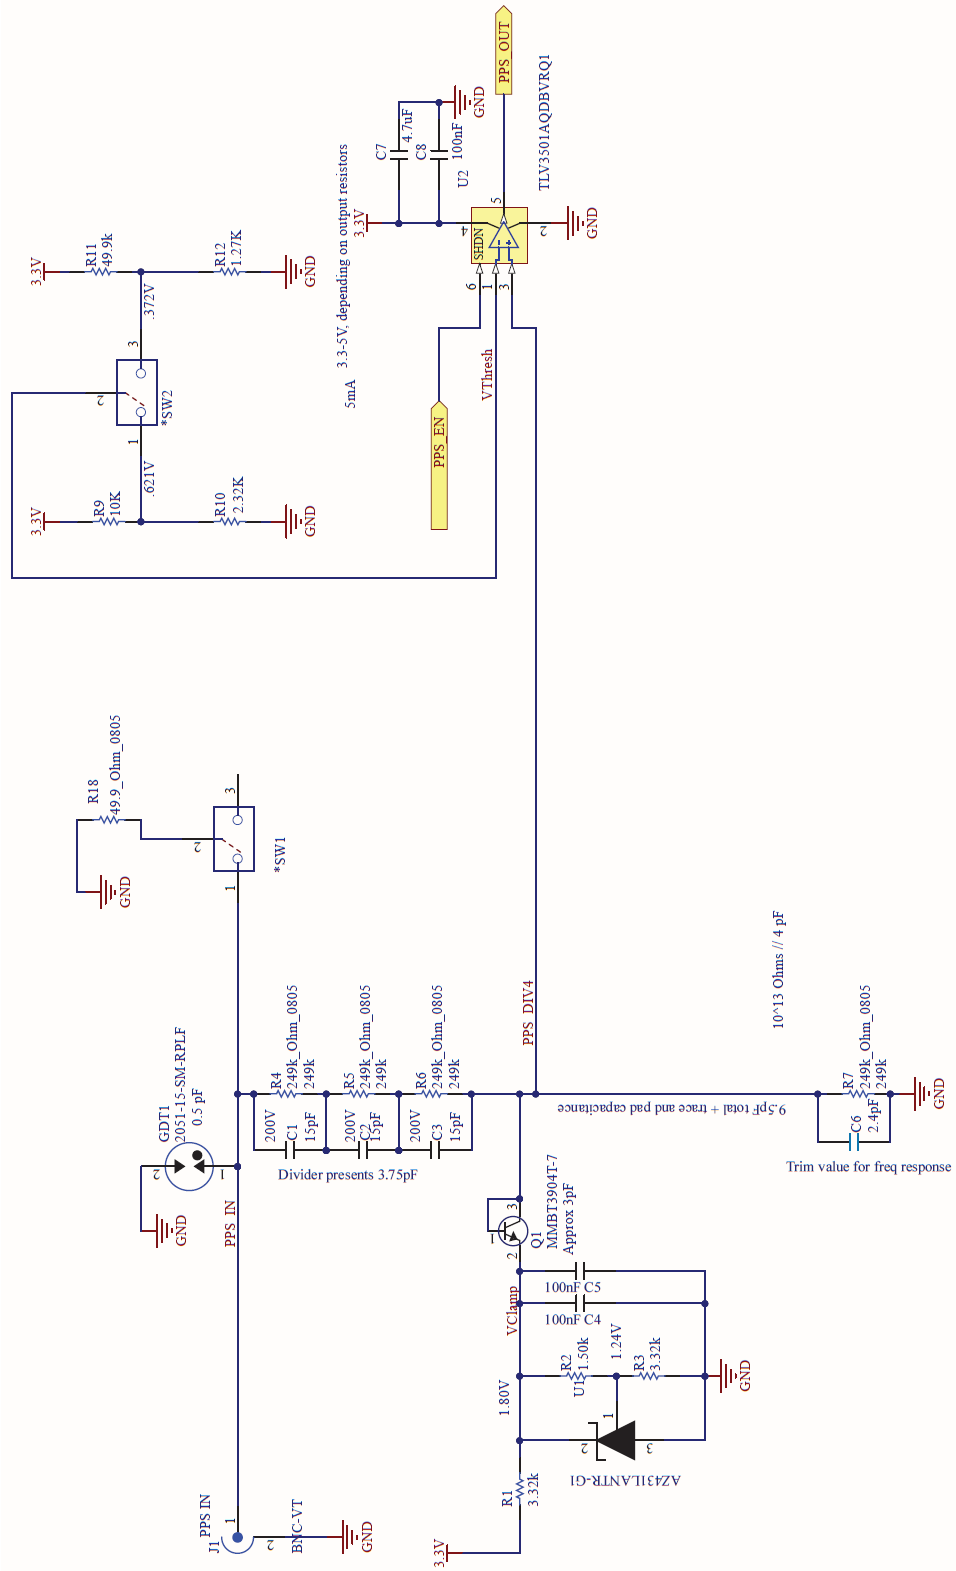 PPS_OUT
TLV3501AQDBVRQ1
GND
C7
4.7uF
C8
100nF
U2
3.3V
4
5
2
GND
SHDN
6
1
3
3.3-5V, depending on output resistors
5mA
3.3V
R11
49.9k
R12
1.27K
GND
.372V
3
2
1
*SW2
.621V
3.3V
R9
10K
R10
2.32K
GND
VThresh
PPS_EN
R18
49.9_Ohm_0805
GND
3
2
1
*SW1
GDT1
2051-15-SM-RPLF
0.5 pF
2
1
GND
PPS IN
R4
249k_Ohm_0805
249k
R5
249k_Ohm_0805
249k
R6
249k_Ohm_0805
249k
200V
C1
15pF
200V
C2
15pF
200V
C3
15pF
Divider presents 3.75pF
PPS_DIV4
9.5pF total + trace and pad capacitance
10^13 Ohms // 4 pF
R7
249k_Ohm_0805
249k
C6
2.4pF
GND
Trim value for freq response
3
1
2
Q1
MMBT3904T-7
Approx 3pF
VClamp
100nF C5
100nF C4
1.80V
R2
1.50k
U1
1.24V
R3
3.32k
GND
1
2
3
AZ431LANTR-G1
R1
3.32k
3.3V
J1
PPS IN
1
2
BNC-VT
GND